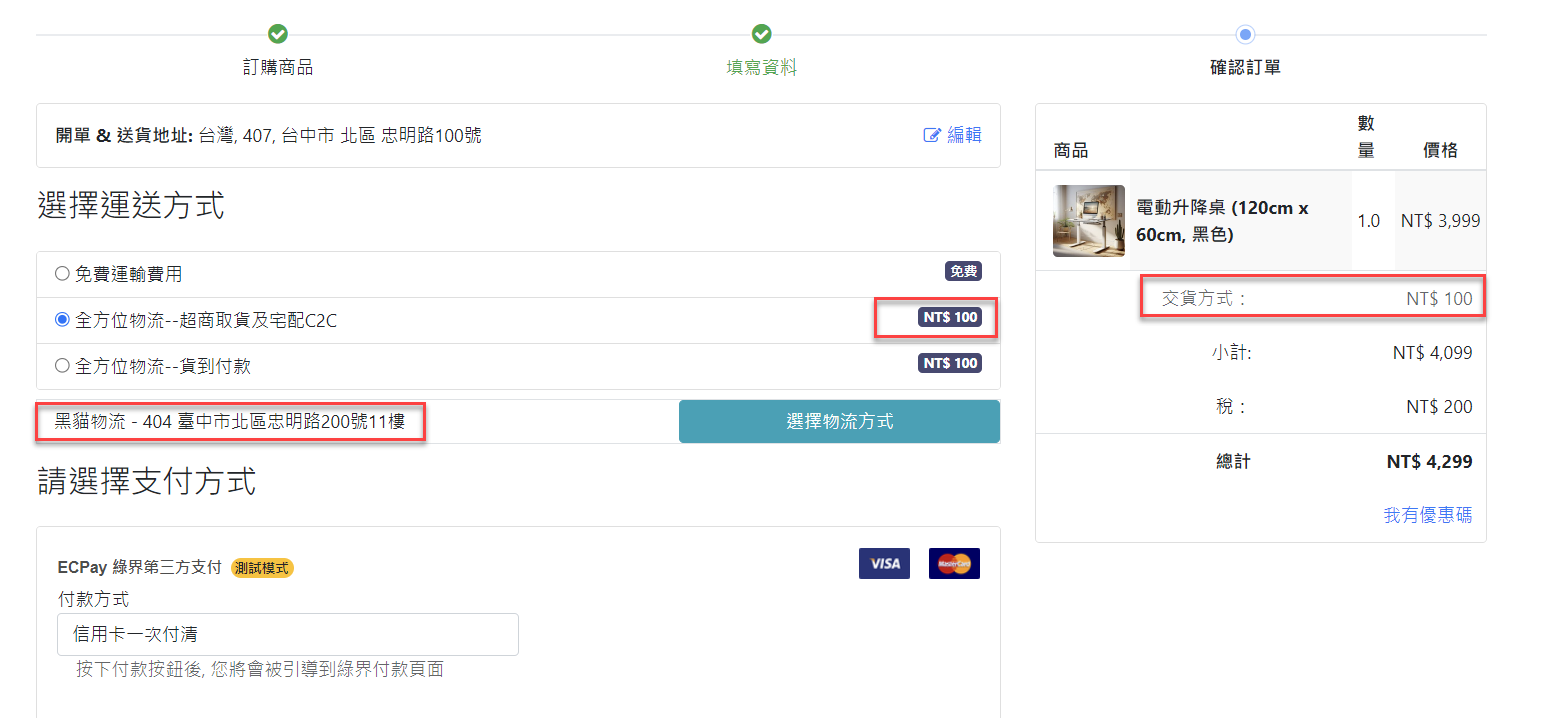 訂購商品
填寫資料
確認訂單
開單 & 送貨地址: 台灣, 407, 台中市 北區 忠明路100號
編輯
選擇運送方式
免費運輸費用
免費
全方位物流--超商取貨及宅配C2C
NT$ 100
全方位物流--貨到付款
NT$ 100
黑貓物流 - 404 臺中市北區忠明路200號11樓
選擇物流方式
請選擇支付方式
ECPay 綠界第三方支付 測試模式
VISA
MasterCard
付款方式
信用卡一次付清
按下付款按鈕後, 您將會被引導到綠界付款頁面
商品
數
量
價格
電動升降桌 (120cm x
60cm, 黑色)
1.0
NT$ 3,999
交貨方式：
NT$ 100
小計:
NT$ 4,099
稅：
NT$ 200
總計
NT$ 4,299
我有優惠碼